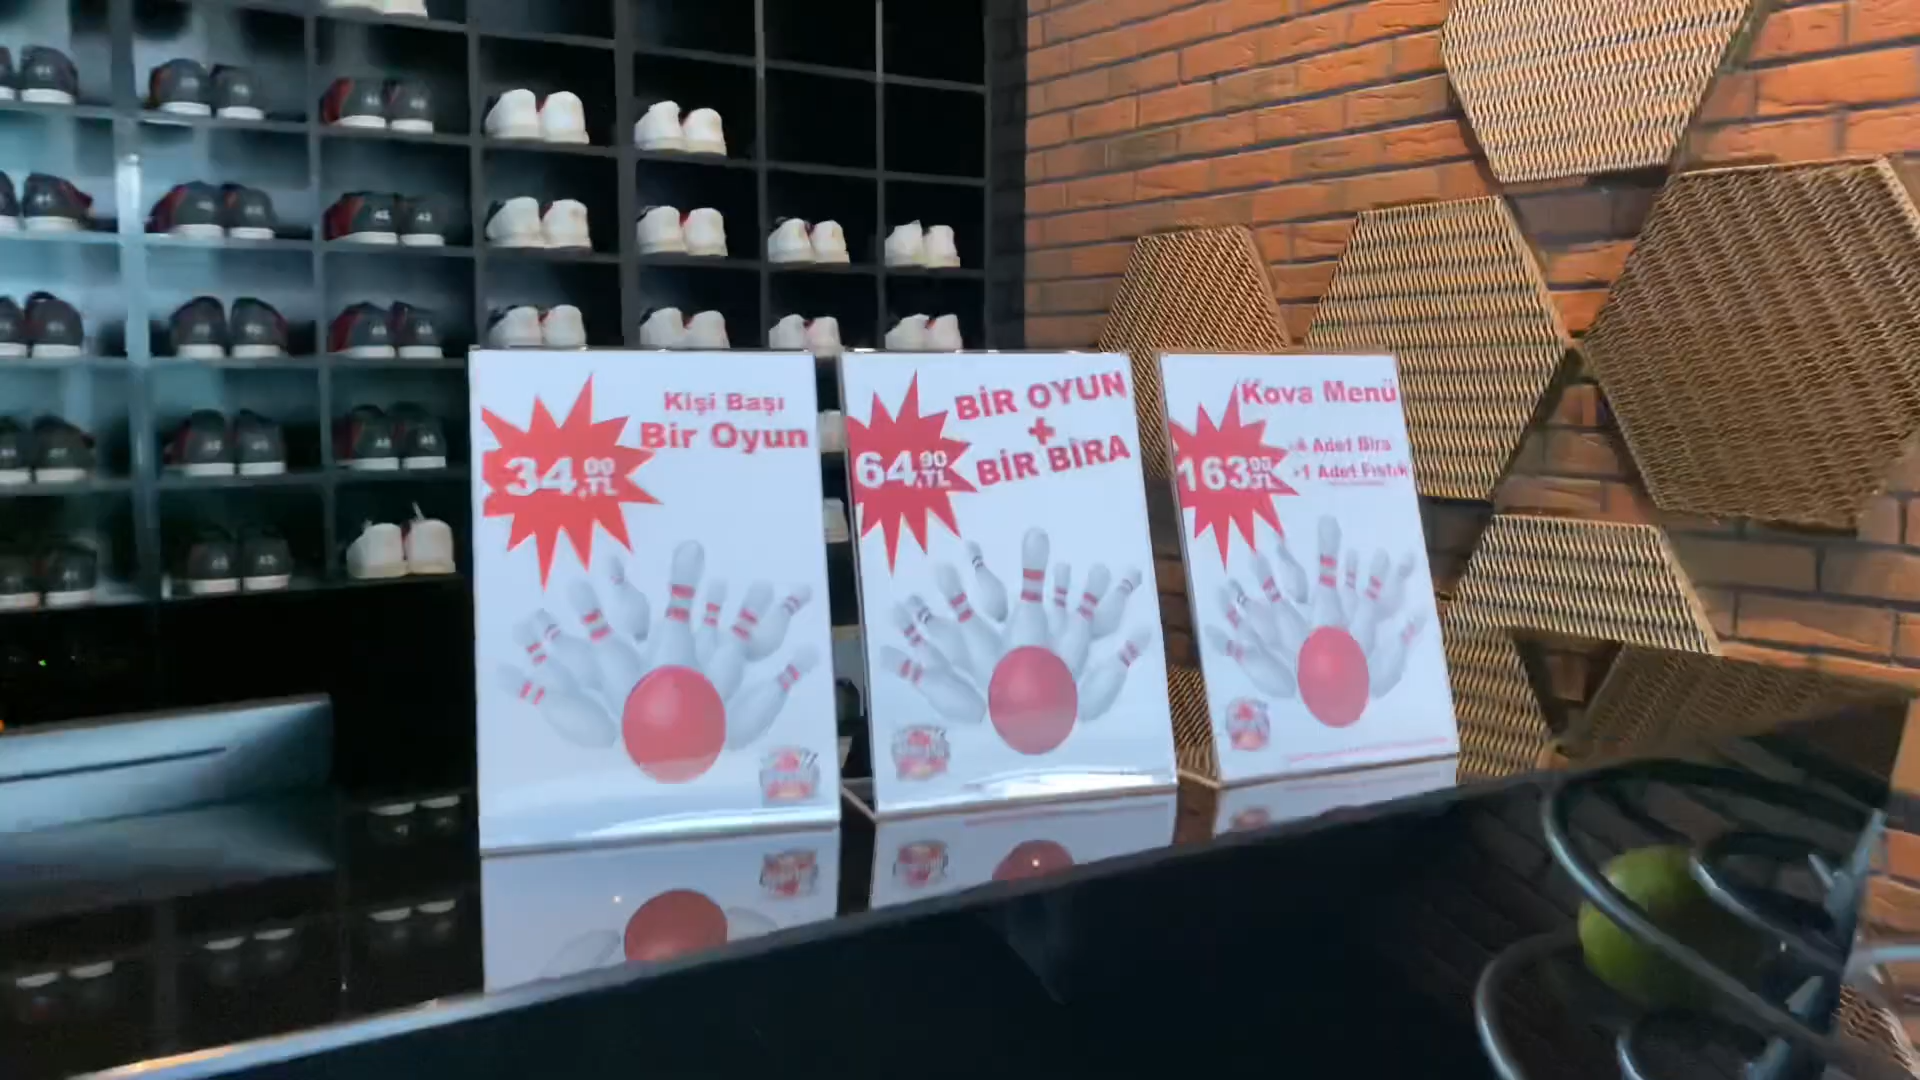 Kişi Başı
Bir Oyun
34,00 TL
BİR OYUN
+
BİR BİRA
64,90 TL
Kova Menü
+4 Adet Bira
+1 Adet Fıstık
163 TL